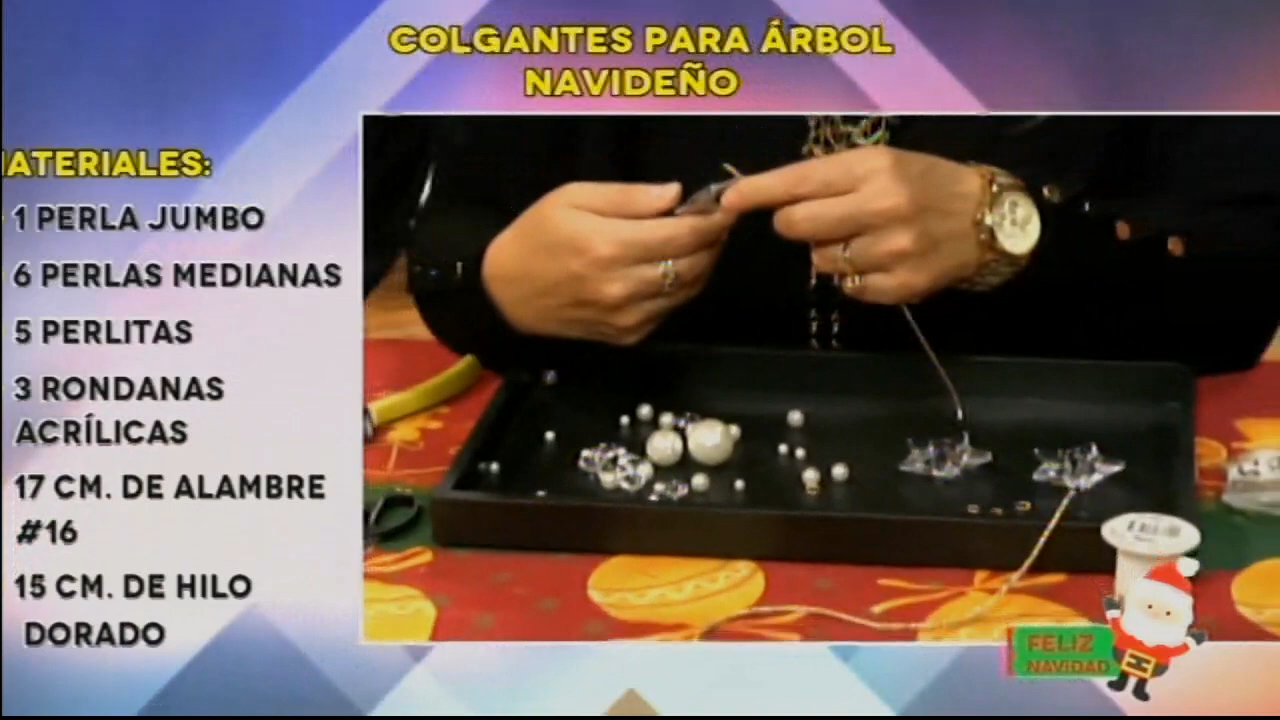 COLGANTES PARA ÁRBOL
NAVIDEÑO
MATERIALES:
1 PERLA JUMBO
6 PERLAS MEDIANAS
5 PERLITAS
3 RONDANAS
ACRÍLICAS
17 CM. DE ALAMBRE
#16
15 CM. DE HILO
DORADO
FELIZ
NAVIDAD